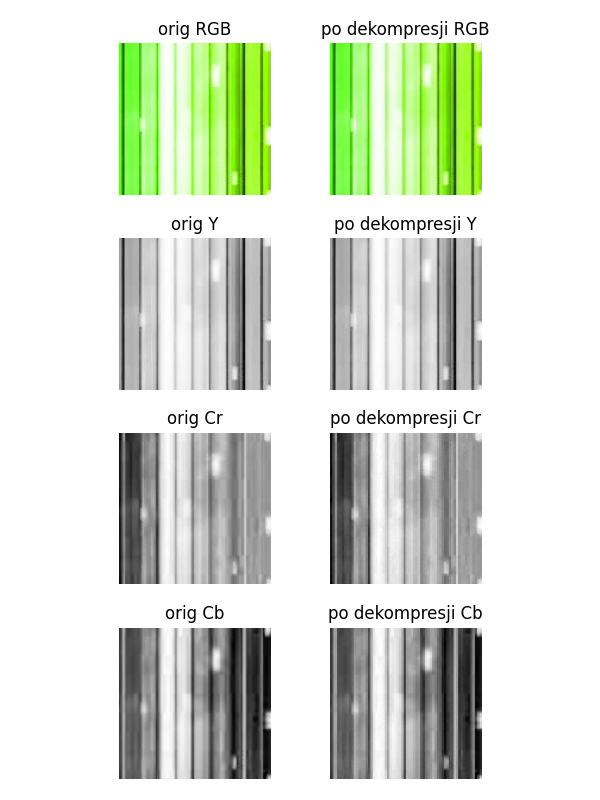 orig RGB
po dekompresji RGB
orig Y
po dekompresji Y
orig Cr
po dekompresji Cr
orig Cb
po dekompresji Cb